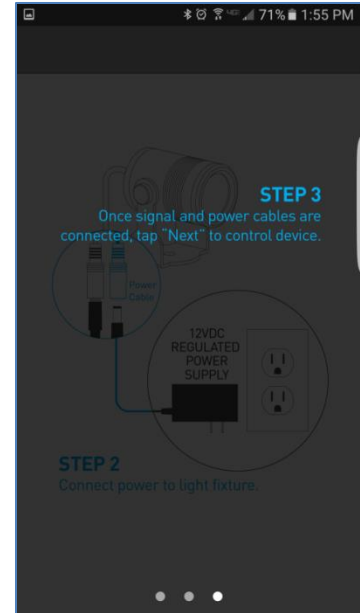 71% 1:55 PM
STEP 3
Once signal and power cables are
connected, tap "Next" to control device.
Power
Cable
12VDC
REGULATED
POWER
SUPPLY
STEP 2
Connect power to light fixture.